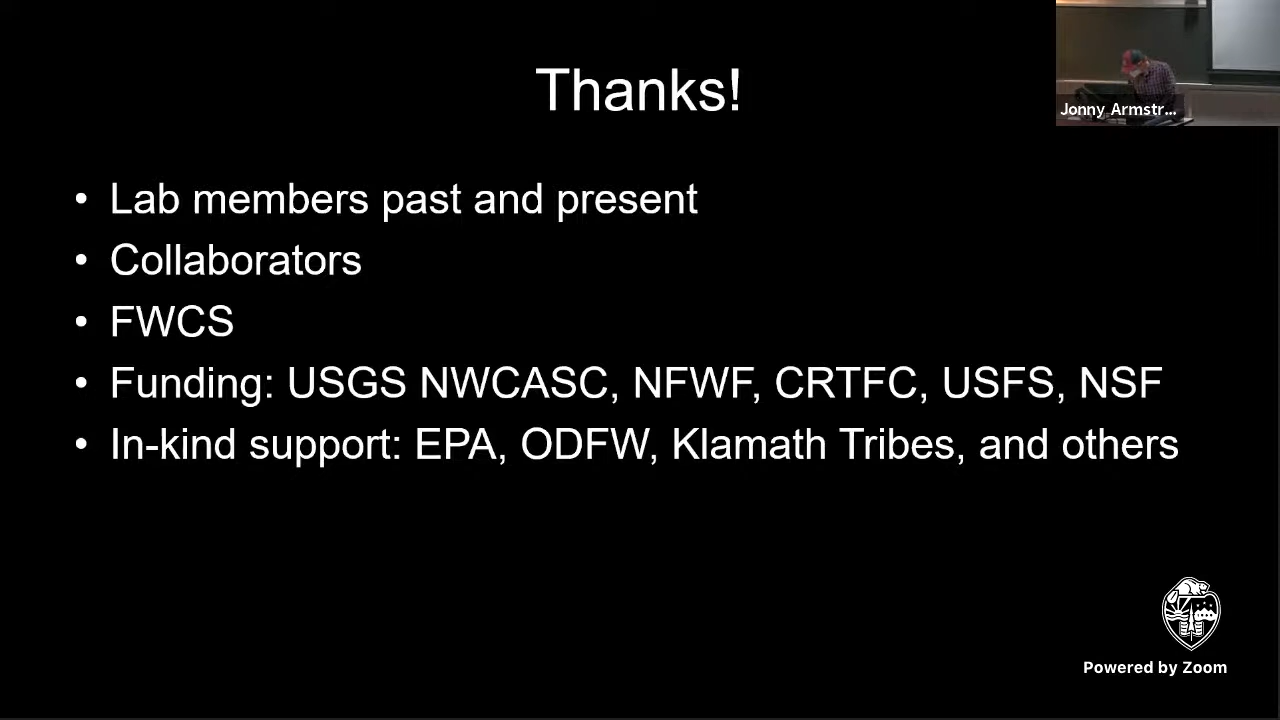 Thanks!
Jonny Armstr...
• Lab members past and present
• Collaborators
• FWCS
• Funding: USGS NWCASC, NFWF, CRTFC, USFS, NSF
• In-kind support: EPA, ODFW, Klamath Tribes, and others
Powered by Zoom